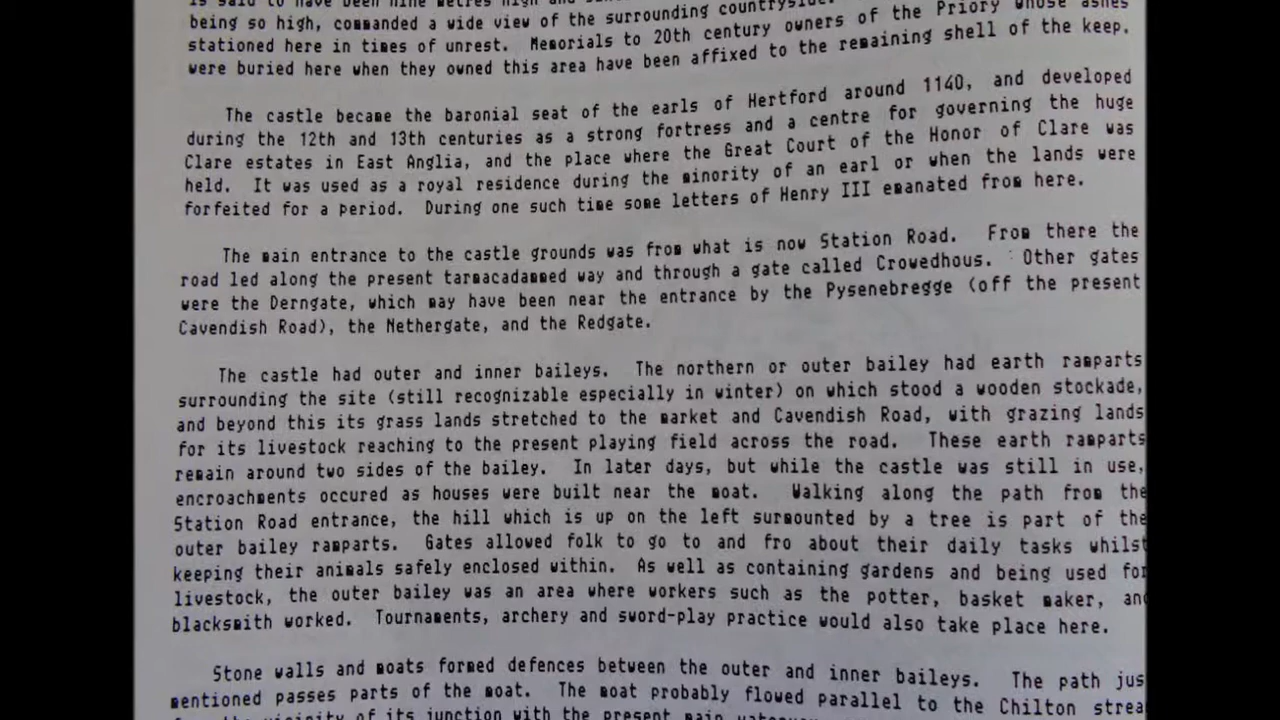 is said to have been nine metres high and
being so high, commanded a wide view of the surrounding countryside.
stationed here in times of unrest. Memorials to 20th century owners of the Priory whose ashes
were buried here when they owned this area have been affixed to the remaining shell of the keep.
The castle became the baronial seat of the earls of Hertford around 1140, and developed
during the 12th and 13th centuries as a strong fortress and a centre for governing the huge
Clare estates in East Anglia, and the place where the Great Court of the Honor of Clare was
held. It was used as a royal residence during the minority of an earl or when the lands were
forfeited for a period. During one such time some letters of Henry III emanated from here.
The main entrance to the castle grounds was from what is now Station Road. From there the
road led along the present tarmacadammed way and through a gate called Crowedhous. Other gates
were the Derngate, which may have been near the entrance by the Pysenebregge (off the present
Cavendish Road), the Nethergate, and the Redgate.
The castle had outer and inner baileys. The northern or outer bailey had earth ramparts
surrounding the site (still recognizable especially in winter) on which stood a wooden stockade,
and beyond this its grass lands stretched to the market and Cavendish Road, with grazing lands
for its livestock reaching to the present playing field across the road. These earth ramparts
remain around two sides of the bailey. In later days, but while the castle was still in use,
encroachments occured as houses were built near the moat. Walking along the path from the
Station Road entrance, the hill which is up on the left surmounted by a tree is part of the
outer bailey ramparts. Gates allowed folk to go to and fro about their daily tasks whilst
keeping their animals safely enclosed within. As well as containing gardens and being used for
livestock, the outer bailey was an area where workers such as the potter, basket maker, and
blacksmith worked. Tournaments, archery and sword-play practice would also take place here.
Stone walls and moats formed defences between the outer and inner baileys. The path jus
mentioned passes parts of the moat. The moat probably flowed parallel to the Chilton strea
vicinity of its junction with the present main